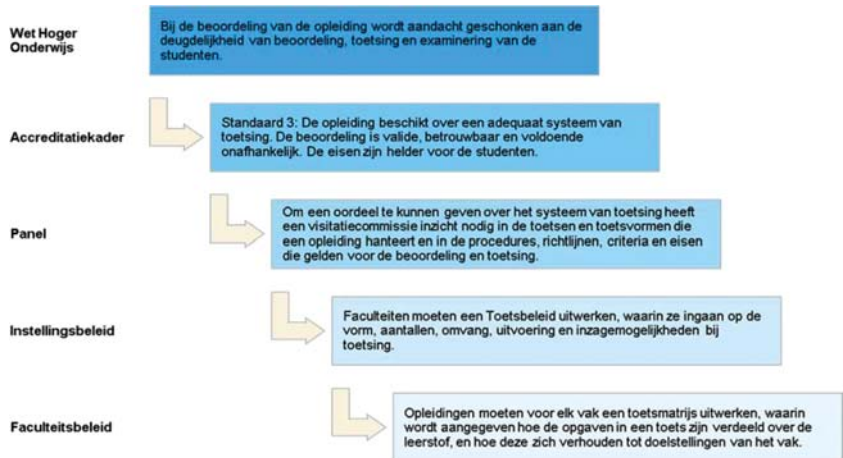 Wet Hoger
Onderwijs
Bij de beoordeling van de opleiding wordt aandacht geschonken aan de
deugdelijkheid van beoordeling, toetsing en examinering van de
studenten.
Accreditatiekader
Standaard 3: De opleiding beschikt over een adequaat systeem van
toetsing. De beoordeling is valide, betrouwbaar en voldoende
onafhankelijk. De eisen zijn helder voor de studenten.
Panel
Om een oordeel te kunnen geven over het systeem van toetsing heeft
een visitatiecommissie inzicht nodig in de toetsen en toetsvormen die
een opleiding hanteert en in de procedures, richtlijnen, criteria en eisen
die gelden voor de beoordeling en toetsing.
Instellingsbeleid
Faculteiten moeten een Toetsbeleid uitwerken, waarin ze ingaan op de
vorm, aantallen, omvang, uitvoering en inzagemogelijkheden bij
toetsing.
Faculteitsbeleid
Opleidingen moeten voor elk vak een toetsmatrijs uitwerken, waarin
wordt aangegeven hoe de opgaven in een toets zijn verdeeld over de
leerstof, en hoe deze zich verhouden tot doelstellingen van het vak.